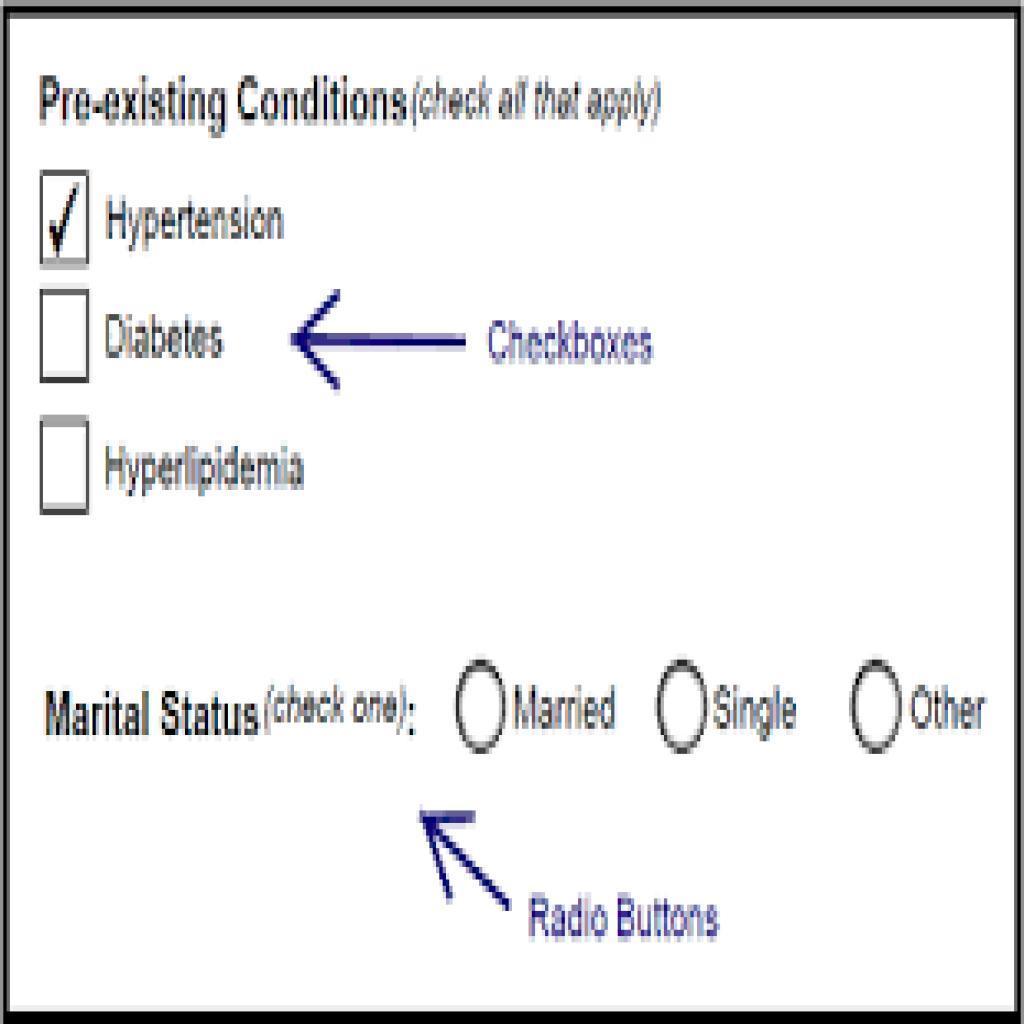 Pre-existing Conditions (check all that apply)
Hypertension
Diabetes
Checkboxes
Hyperlipidemia
Marital Status (check one): Married Single Other
Radio Buttons